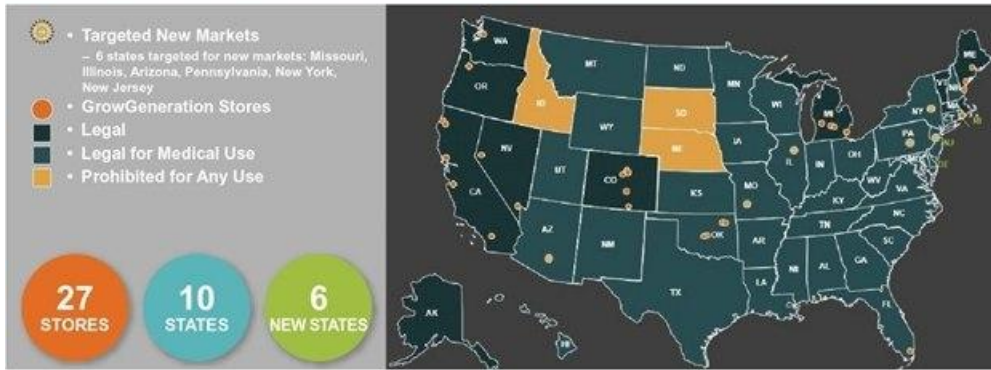 • Targeted New Markets
– 6 states targeted for new markets: Missouri,
Illinois, Arizona, Pennsylvania, New York,
New Jersey
• GrowGeneration Stores
• Legal
• Legal for Medical Use
• Prohibited for Any Use
27
STORES
10
STATES
6
NEW STATES
WA
MT
ND
MN
ME
OR
ID
SD
WI
VT
NH
NY
WY
MI
NE
IA
PA
NJ
NV
UT
CO
IL
IN
OH
DE
CA
KS
MO
WV
VA
KY
AZ
NM
OK
AR
TN
NC
SC
TX
LA
MS
AL
GA
FL
AK
HI